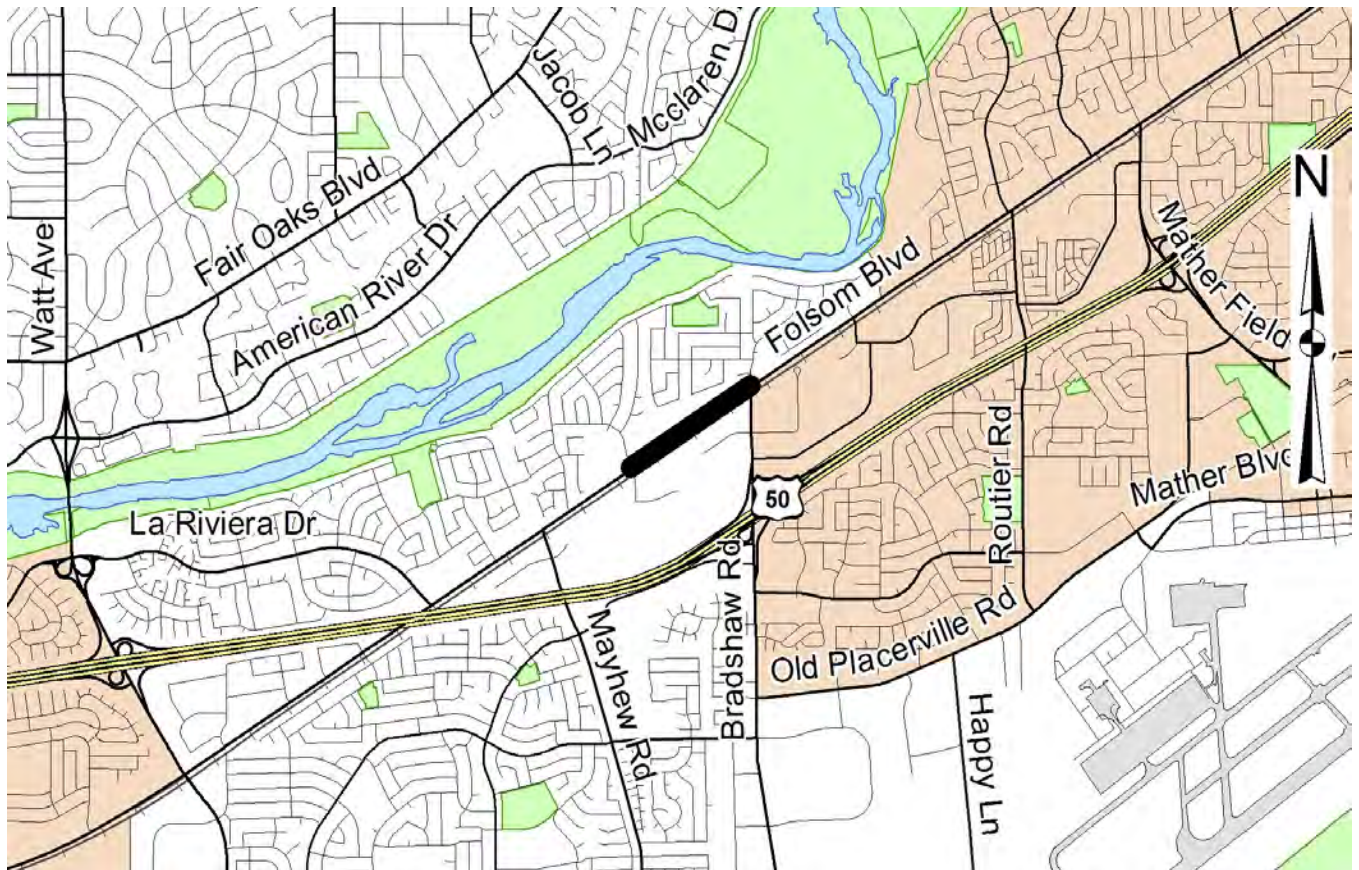 Jacob Ln
Mcclaren D
Fair Oaks Blvd
American River Dr
Watt Ave
N
Mather Field
Folsom Blvd
La Riviera Dr
50
Routier Rd
Mather Blv
Bradshaw Rd
Mayhew Rd
Old Placerville Rd
Happy Ln